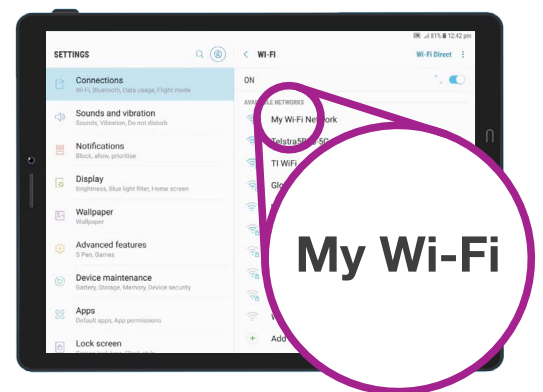 81% 12:42 pm
SETTINGS
Connections
Wi-Fi, Bluetooth, Data usage, Flight mode
Sounds and vibration
Sounds, Vibration, Do not disturb
Notifications
Block, allow, prioritise
Display
Brightness, Blue light filter, Home screen
Wallpaper
Wallpaper
Advanced features
S Pen, Games
Device maintenance
Battery, Storage, Memory, Device security
Apps
Default apps, App permissions
Lock screen
WI-FI
Wi-Fi Direct
ON
AVAILABLE NETWORKS
My Wi-Fi Network
TI WiFi
Add
My Wi-Fi